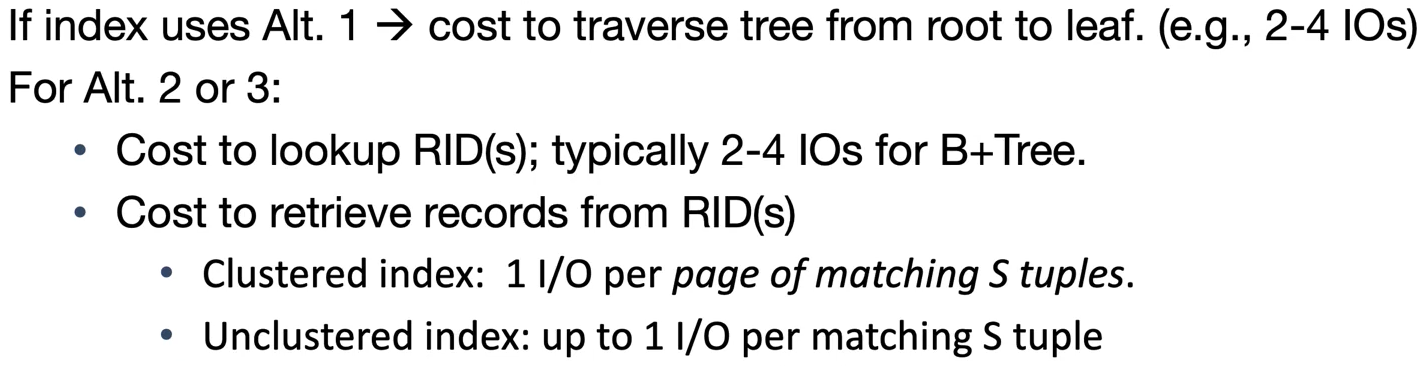 If index uses Alt. 1 → cost to traverse tree from root to leaf. (e.g., 2-4 IOs)
For Alt. 2 or 3:
• Cost to lookup RID(s); typically 2-4 IOs for B+Tree.
• Cost to retrieve records from RID(s)
• Clustered index:  1 I/O per page of matching S tuples.
• Unclustered index: up to 1 I/O per matching S tuple